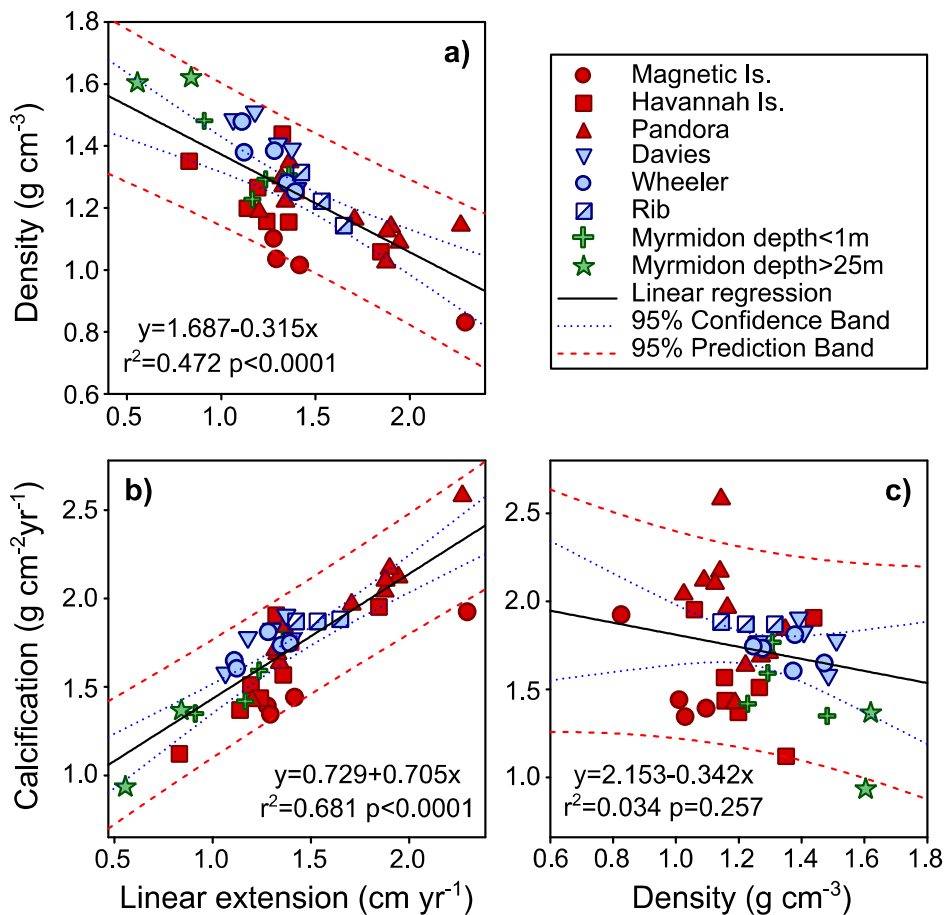 a)
Density (g cm⁻³)
1.8
1.6
1.4
1.2
1.0
0.8
0.6
y=1.687-0.315x
r²=0.472 p<0.0001
0.5 1.0 1.5 2.0
Magnetic Is.
Havannah Is.
Pandora
Davies
Wheeler
Rib
Myrmidon depth<1m
Myrmidon depth>25m
Linear regression
95% Confidence Band
95% Prediction Band
b)
Calcification (g cm⁻²yr⁻¹)
2.5
2.0
1.5
1.0
y=0.729+0.705x
r²=0.681 p<0.0001
0.5 1.0 1.5 2.0
Linear extension (cm yr⁻¹)
c)
2.5
2.0
1.5
1.0
y=2.153-0.342x
r²=0.034 p=0.257
0.6 0.8 1.0 1.2 1.4 1.6 1.8
Density (g cm⁻³)